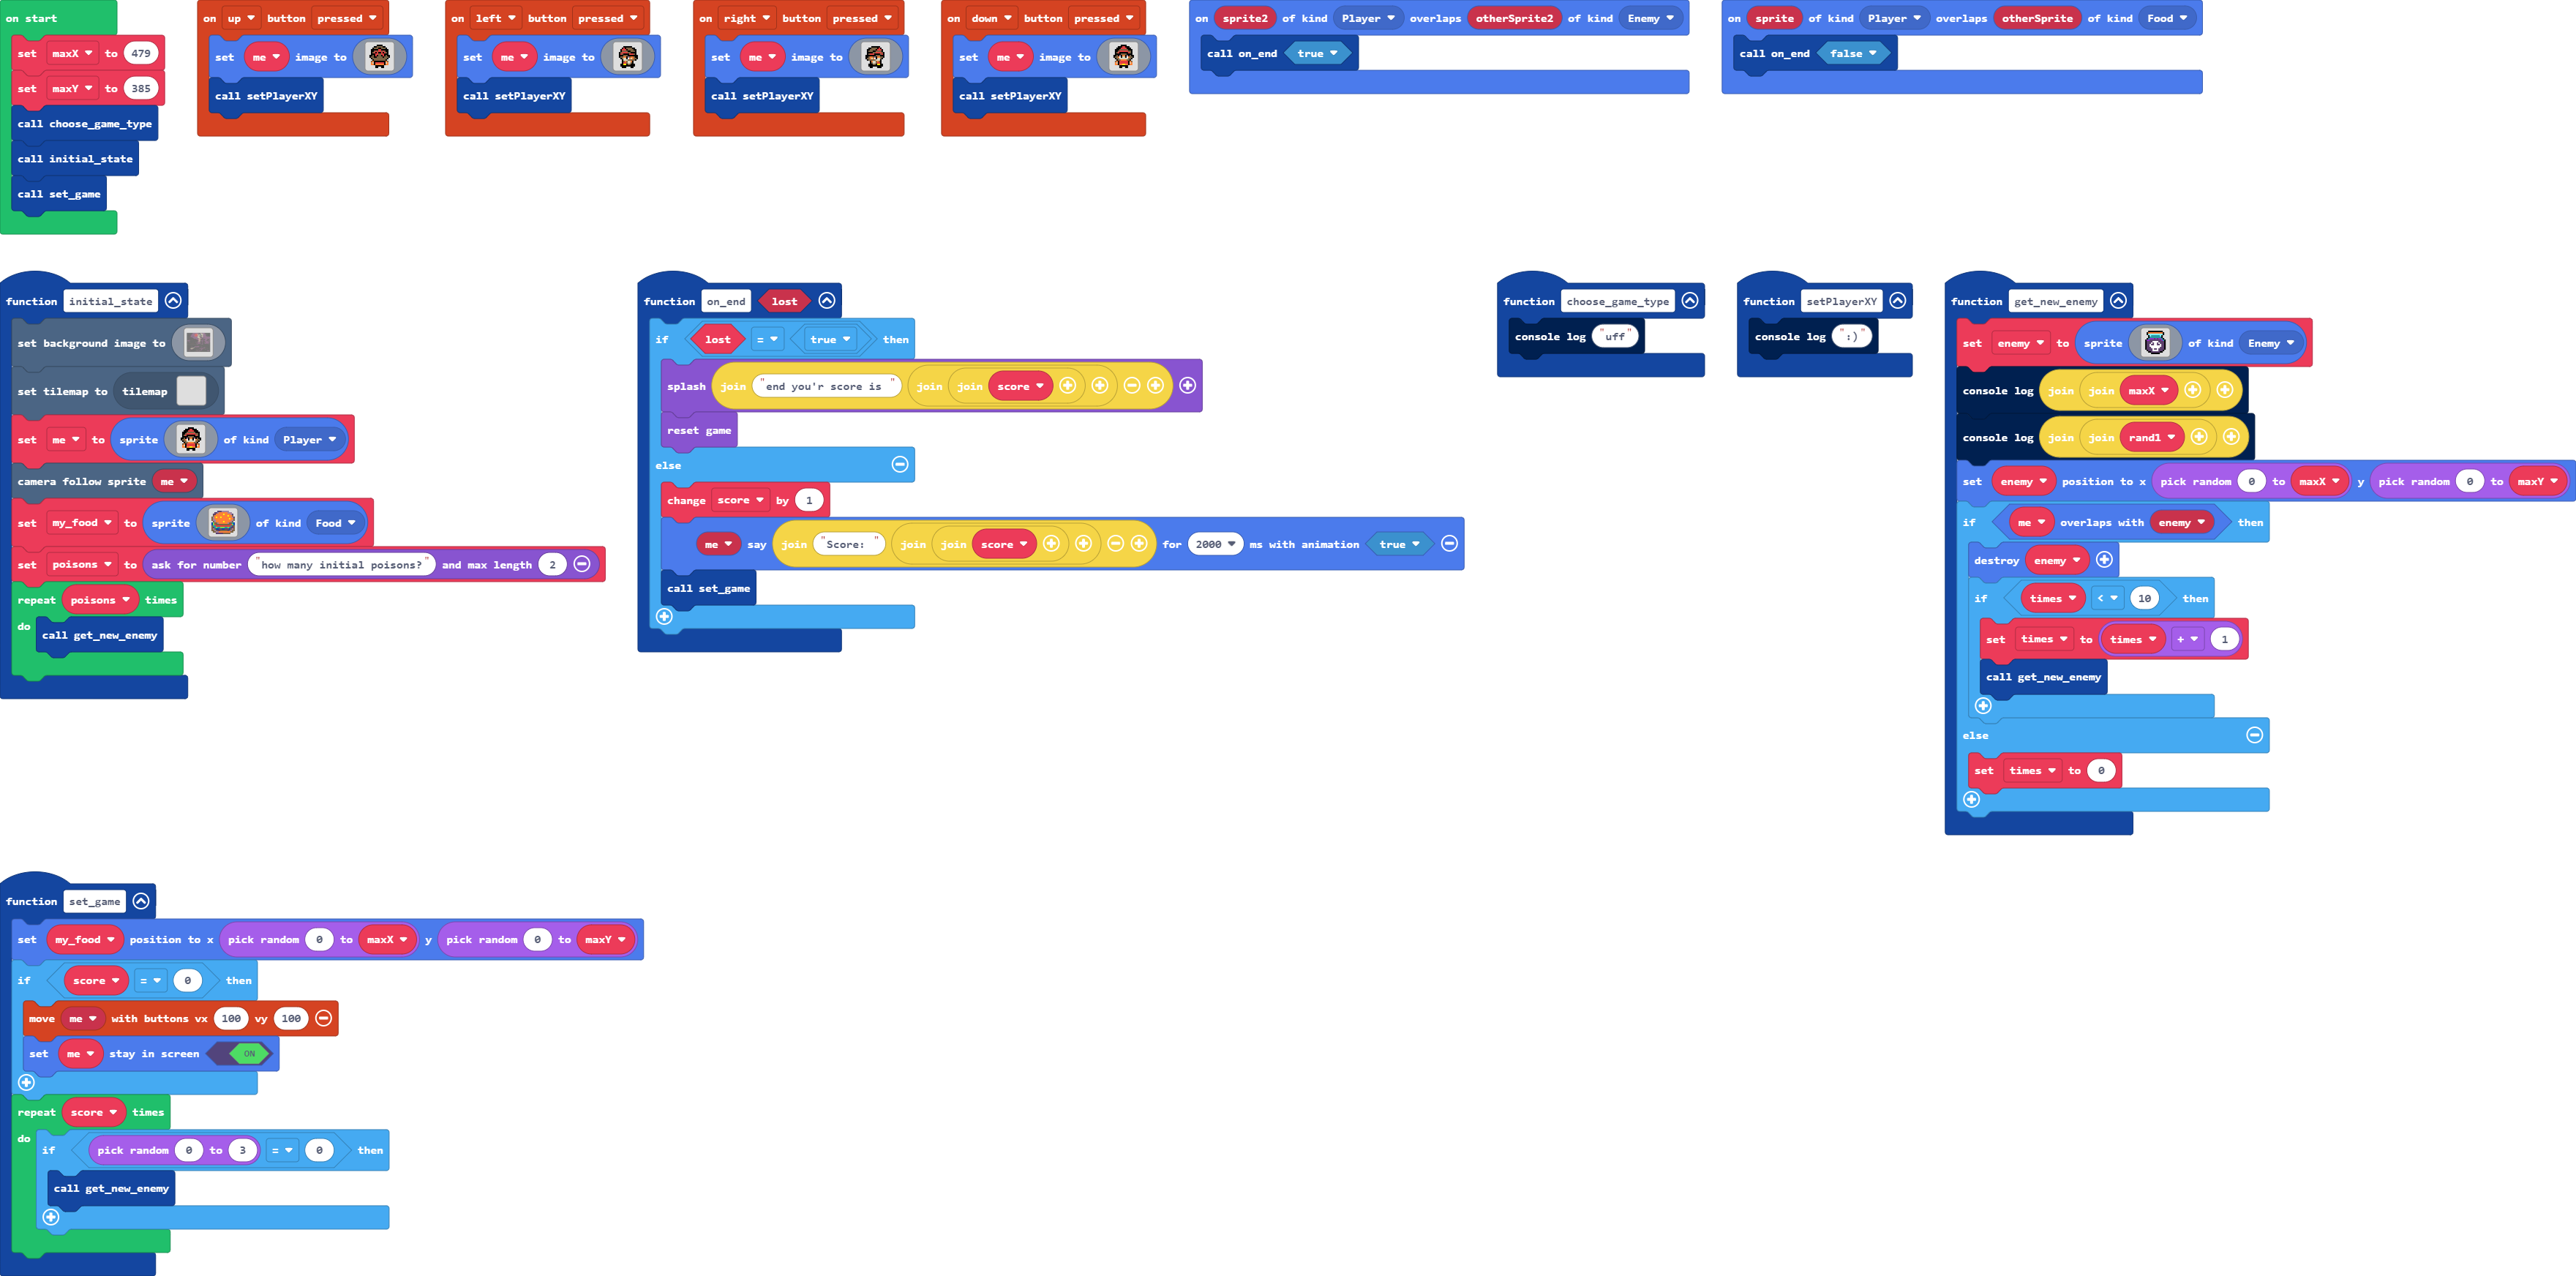 on start
set maxX to 479
set maxY to 385
call choose_game_type
call initial_state
call set_game
on up button pressed
set me image to
call setPlayerXY
on left button pressed
set me image to
call setPlayerXY
on right button pressed
set me image to
call setPlayerXY
on down button pressed
set me image to
call setPlayerXY
on sprite2 of kind Player overlaps otherSprite2 of kind Enemy
call on_end true
on sprite of kind Player overlaps otherSprite of kind Food
call on_end false
function initial_state
set background image to
set tilemap to tilemap
set me to sprite of kind Player
camera follow sprite me
set my_food to sprite of kind Food
set poisons to ask for number "how many initial poisons?" and max length 2
repeat poisons times
do call get_new_enemy
function on_end lost
if lost = true then
splash join "end you'r score is " join join score
reset game
else
change score by 1
me say join "Score: " join join score for 2000 ms with animation true
call set_game
function choose_game_type
console log "uff"
function setPlayerXY
console log ":)"
function get_new_enemy
set enemy to sprite of kind Enemy
console log join join maxX
console log join join rand1
set enemy position to x pick random 0 to maxX y pick random 0 to maxY
if me overlaps with enemy then
destroy enemy
if times < 10 then
set times to times + 1
call get_new_enemy
else
set times to 0
function set_game
set my_food position to x pick random 0 to maxX y pick random 0 to maxY
if score = 0 then
move me with buttons vx 100 vy 100
set me stay in screen ON
repeat score times
do if pick random 0 to 3 = 0 then
call get_new_enemy